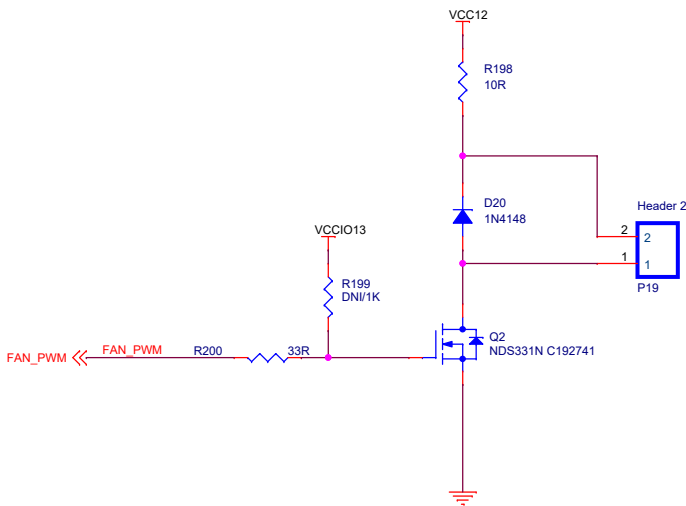 VCC12
R198
10R
D20
1N4148
Header 2
VCCIO13
2
2
1
1
R199
DNI/1K
P19
Q2
NDS331N C192741
FAN_PWM
FAN_PWM
R200
33R